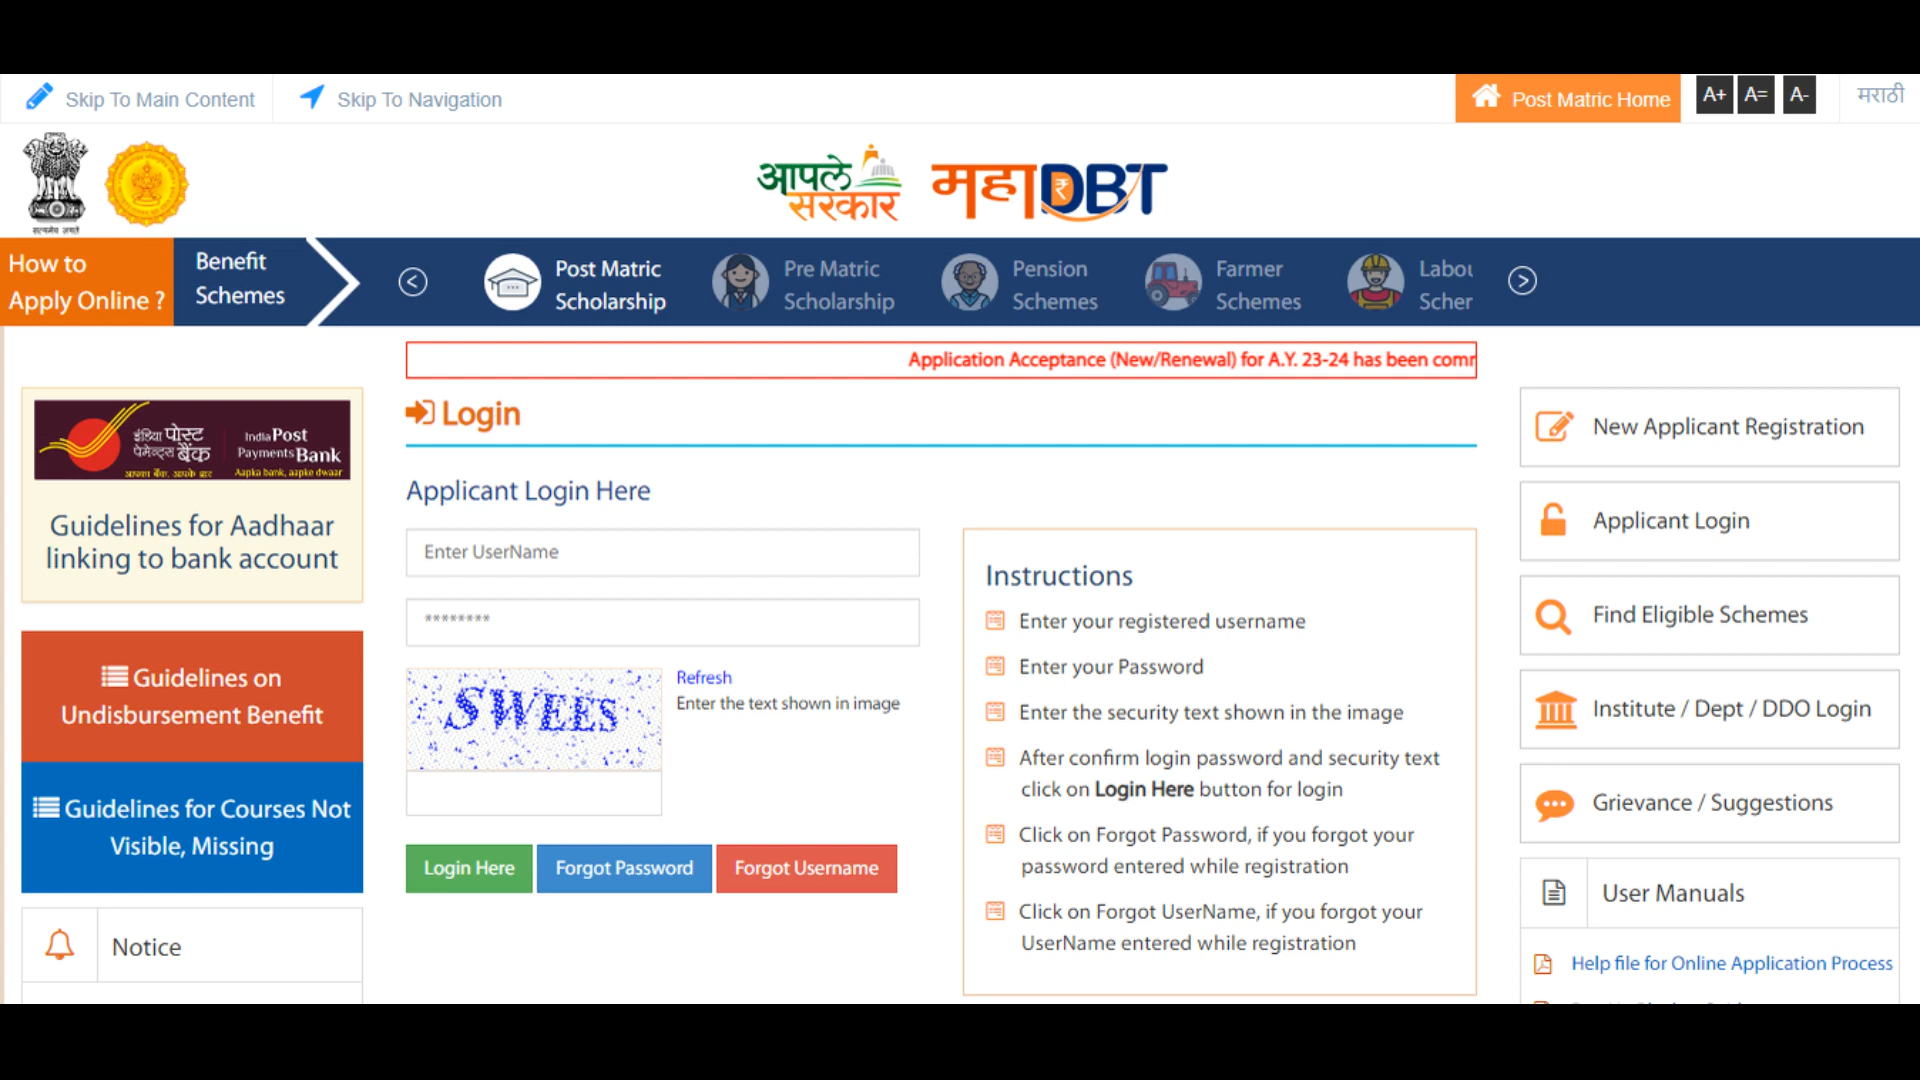 Skip To Main Content
Skip To Navigation
Post Matric Home
A+
A=
A-
मराठी
सत्यमेव जयते
आपले
सरकार
महाDBT
How to
Apply Online ?
Benefit
Schemes
Post Matric
Scholarship
Pre Matric
Scholarship
Pension
Schemes
Farmer
Schemes
Labou
Scher
Application Acceptance (New/Renewal) for A.Y. 23-24 has been comm
इंडिया पोस्ट
पेमेन्ट्स बैंक
आपका बैंक, आपके द्वार
India Post
Payments Bank
Aapka bank, aapke dwaar
Guidelines for Aadhaar
linking to bank account
Guidelines on
Undisbursement Benefit
Guidelines for Courses Not
Visible, Missing
Notice
Login
Applicant Login Here
Enter UserName
********
SWEES
Refresh
Enter the text shown in image
Login Here
Forgot Password
Forgot Username
Instructions
Enter your registered username
Enter your Password
Enter the security text shown in the image
After confirm login password and security text
click on Login Here button for login
Click on Forgot Password, if you forgot your
password entered while registration
Click on Forgot UserName, if you forgot your
UserName entered while registration
New Applicant Registration
Applicant Login
Find Eligible Schemes
Institute / Dept / DDO Login
Grievance / Suggestions
User Manuals
Help file for Online Application Process